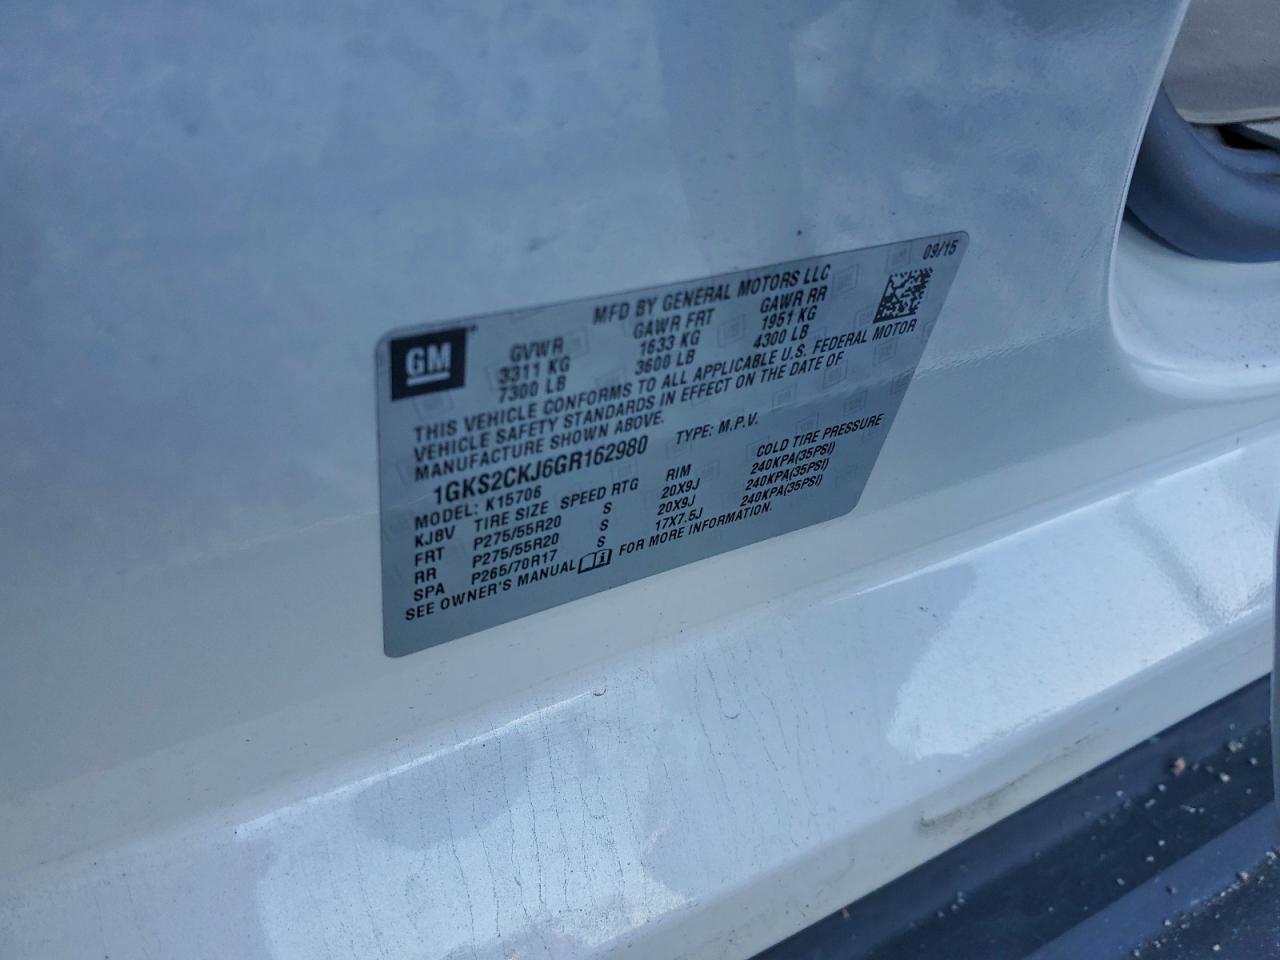 GM
MFD BY GENERAL MOTORS LLC 09/15
GVWR GAWR FRT GAWR RR
3311 KG 1633 KG 1951 KG
7300 LB 3600 LB 4300 LB
THIS VEHICLE CONFORMS TO ALL APPLICABLE U.S. FEDERAL MOTOR
VEHICLE SAFETY STANDARDS IN EFFECT ON THE DATE OF
MANUFACTURE SHOWN ABOVE.
1GKS2CKJ6GR162980 TYPE: M.P.V.
MODEL: K15706
KJ8V TIRE SIZE SPEED RTG RIM COLD TIRE PRESSURE
FRT P275/55R20 S 20X9J 240KPA(35PSI)
RR P275/55R20 S 20X9J 240KPA(35PSI)
SPA P265/70R17 S 17X7.5J 240KPA(35PSI)
SEE OWNER'S MANUAL FOR MORE INFORMATION.